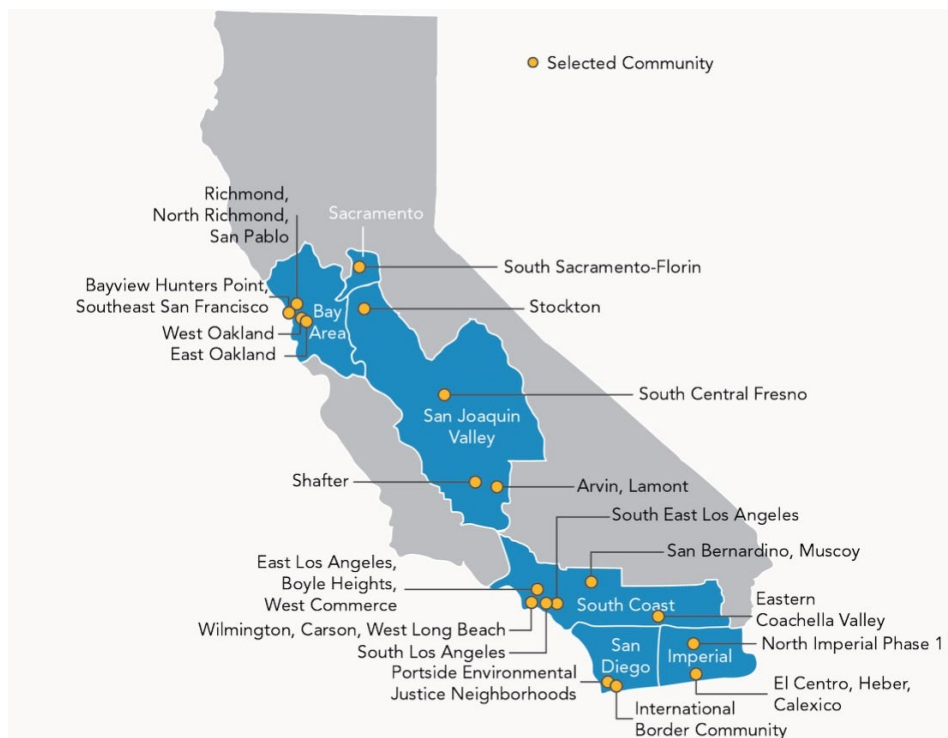 Selected Community
Richmond,
North Richmond,
San Pablo
Sacramento
South Sacramento-Florin
Bayview Hunters Point,
Southeast San Francisco
Bay
Area
Stockton
West Oakland
East Oakland
South Central Fresno
San Joaquin
Valley
Shafter
Arvin, Lamont
South East Los Angeles
San Bernardino, Muscoy
East Los Angeles,
Boyle Heights,
West Commerce
South Coast
Eastern
Coachella Valley
Wilmington, Carson, West Long Beach
South Los Angeles
San
Diego
Imperial
North Imperial Phase 1
Portside Environmental
Justice Neighborhoods
El Centro, Heber,
Calexico
International
Border Community